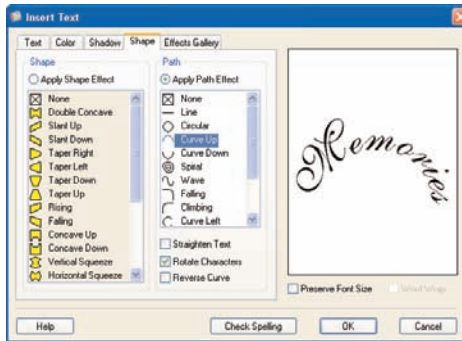 Insert Text
Text Color Shadow Shape Effects Gallery
Shape
Apply Shape Effect
None
Double Concave
Slant Up
Slant Down
Taper Right
Taper Left
Taper Down
Taper Up
Rising
Falling
Concave Up
Concave Down
Vertical Squeeze
Horizontal Squeeze
Path
Apply Path Effect
None
Line
Circular
Curve Up
Curve Down
Spiral
Wave
Falling
Climbing
Curve Left
Straighten Text
Rotate Characters
Reverse Curve
Memories
Preserve Font Size
Help Check Spelling OK Cancel